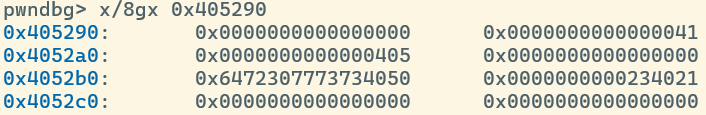 pwndbg> x/8gx 0x405290
0x405290: 0x0000000000000000 0x0000000000000041
0x4052a0: 0x0000000000000405 0x0000000000000000
0x4052b0: 0x6472307773734050 0x0000000000234021
0x4052c0: 0x0000000000000000 0x0000000000000000